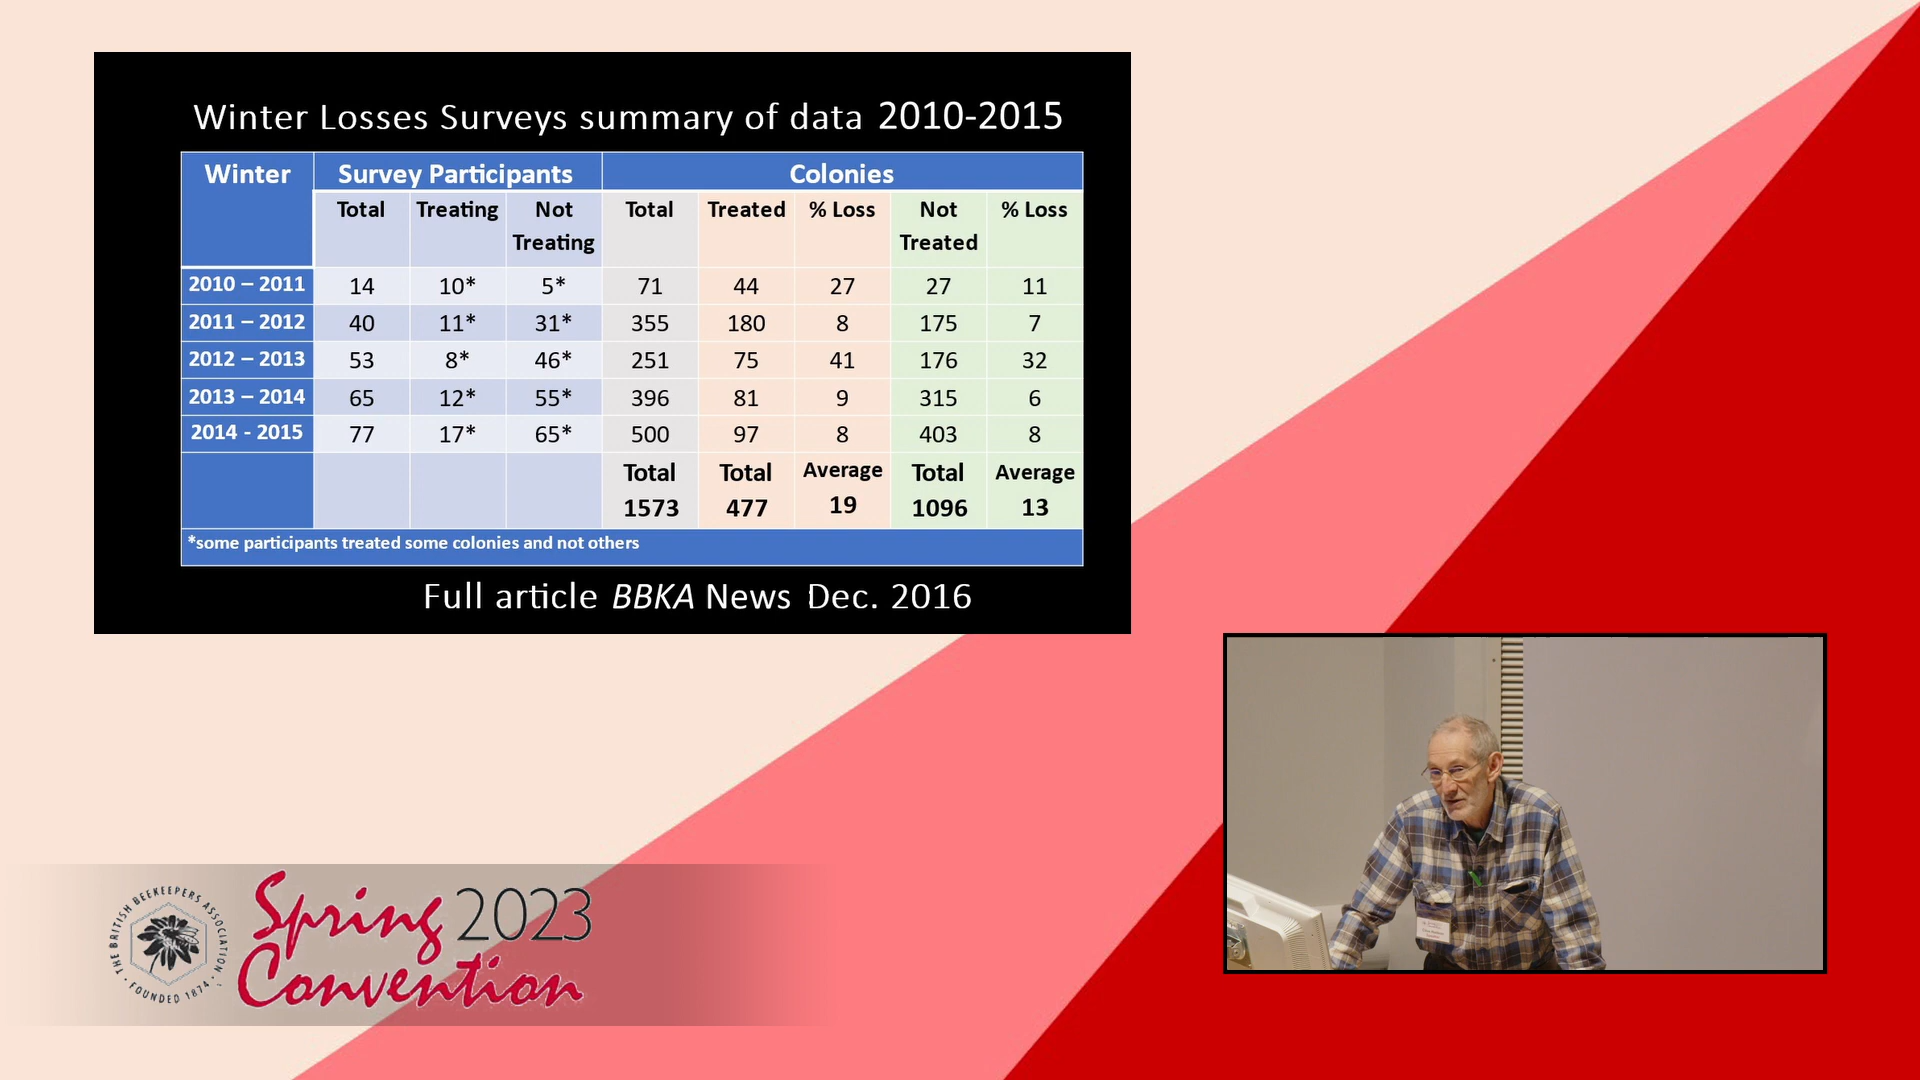 Winter Losses Surveys summary of data 2010-2015
Winter Survey Participants Colonies
Total Treating Not Treating Total Treated % Loss Not Treated % Loss
2010 – 2011 14 10* 5* 71 44 27 27 11
2011 – 2012 40 11* 31* 355 180 8 175 7
2012 – 2013 53 8* 46* 251 75 41 176 32
2013 – 2014 65 12* 55* 396 81 9 315 6
2014 - 2015 77 17* 65* 500 97 8 403 8
Total Total Average Total Average
1573 477 19 1096 13
*some participants treated some colonies and not others
Full article BBKA News Dec. 2016
THE BRITISH BEEKEEPERS ASSOCIATION
FOUNDED 1874
Spring 2023
Convention